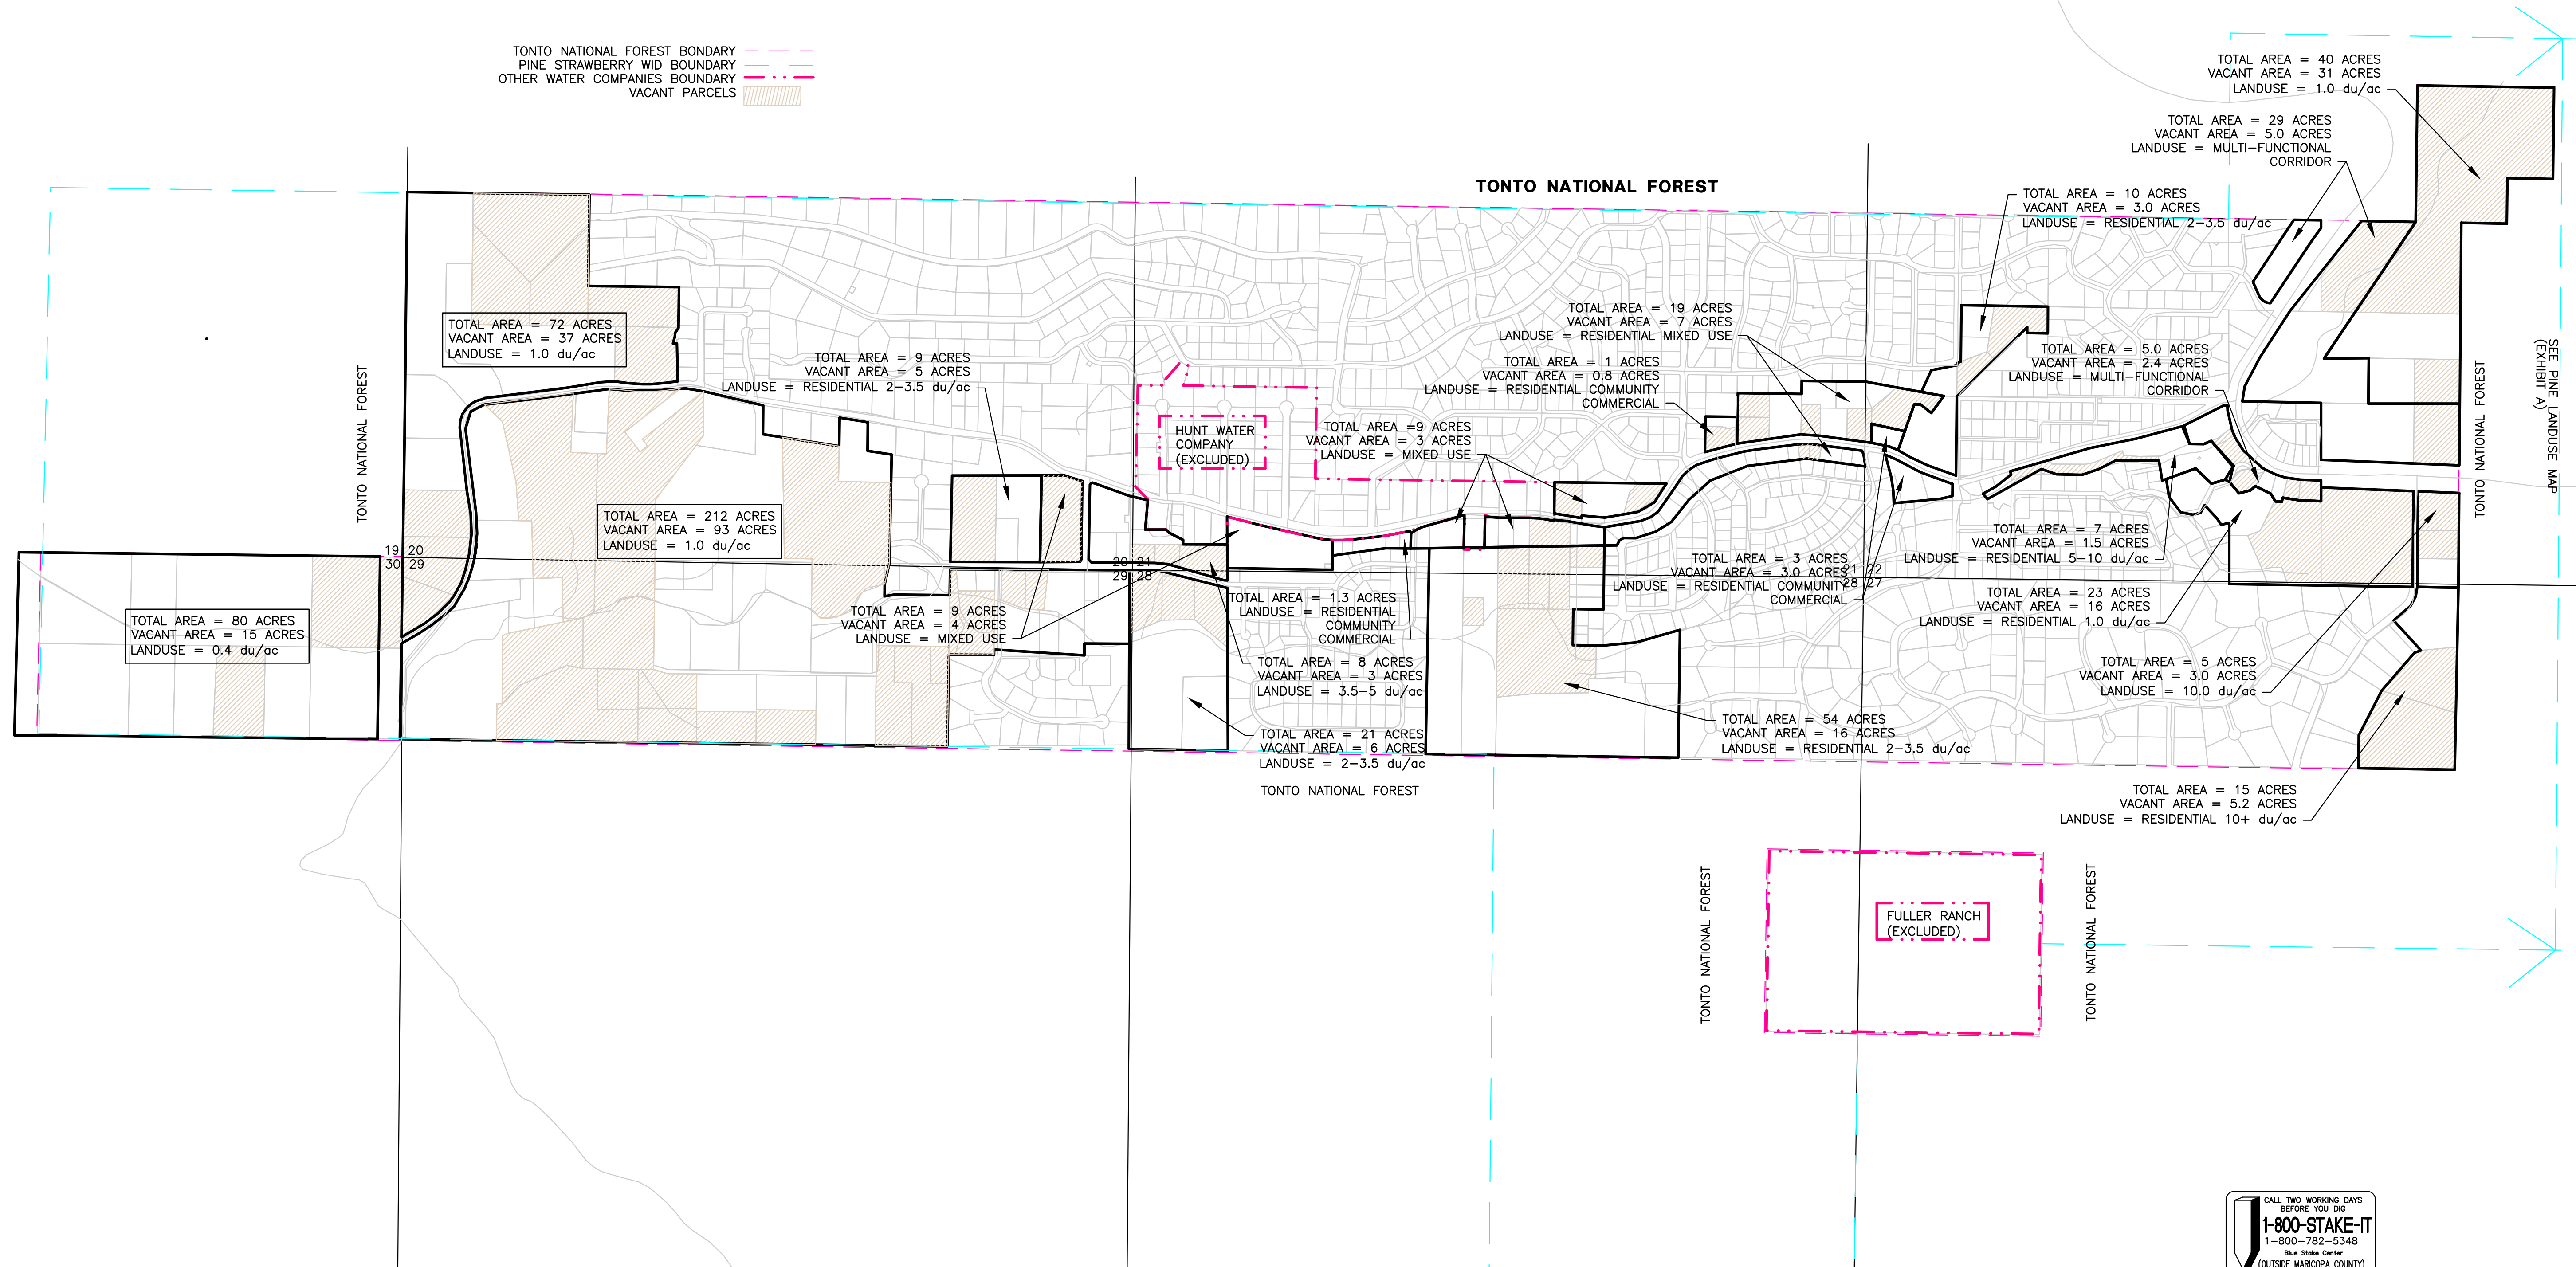 TONTO NATIONAL FOREST BONDARY
PINE STRAWBERRY WID BOUNDARY
OTHER WATER COMPANIES BOUNDARY
VACANT PARCELS
TOTAL AREA = 40 ACRES
VACANT AREA = 31 ACRES
LANDUSE = 1.0 du/ac
TOTAL AREA = 29 ACRES
VACANT AREA = 5.0 ACRES
LANDUSE = MULTI-FUNCTIONAL
CORRIDOR
TONTO NATIONAL FOREST
TOTAL AREA = 10 ACRES
VACANT AREA = 3.0 ACRES
LANDUSE = RESIDENTIAL 2-3.5 du/ac
TOTAL AREA = 72 ACRES
VACANT AREA = 37 ACRES
LANDUSE = 1.0 du/ac
TOTAL AREA = 9 ACRES
VACANT AREA = 5 ACRES
LANDUSE = RESIDENTIAL 2-3.5 du/ac
TOTAL AREA = 19 ACRES
VACANT AREA = 7 ACRES
LANDUSE = RESIDENTIAL MIXED USE
TOTAL AREA = 1 ACRES
VACANT AREA = 0.8 ACRES
LANDUSE = RESIDENTIAL COMMUNITY
COMMERCIAL
TOTAL AREA = 5.0 ACRES
VACANT AREA = 2.4 ACRES
LANDUSE = MULTI-FUNCTIONAL
CORRIDOR
SEE PINE LANDUSE MAP
(EXHIBIT A)
TONTO NATIONAL FOREST
TONTO NATIONAL FOREST
HUNT WATER
COMPANY
(EXCLUDED)
TOTAL AREA =9 ACRES
VACANT AREA = 3 ACRES
LANDUSE = MIXED USE
TOTAL AREA = 212 ACRES
VACANT AREA = 93 ACRES
LANDUSE = 1.0 du/ac
19 20
30 29
20 21
29 28
21 22
28 27
TOTAL AREA = 3 ACRES
VACANT AREA = 3.0 ACRES
LANDUSE = RESIDENTIAL COMMUNITY
COMMERCIAL
TOTAL AREA = 7 ACRES
VACANT AREA = 1.5 ACRES
LANDUSE = RESIDENTIAL 5-10 du/ac
TOTAL AREA = 23 ACRES
VACANT AREA = 16 ACRES
LANDUSE = RESIDENTIAL 1.0 du/ac
TOTAL AREA = 80 ACRES
VACANT AREA = 15 ACRES
LANDUSE = 0.4 du/ac
TOTAL AREA = 9 ACRES
VACANT AREA = 4 ACRES
LANDUSE = MIXED USE
TOTAL AREA = 1.3 ACRES
LANDUSE = RESIDENTIAL
COMMUNITY
COMMERCIAL
TOTAL AREA = 8 ACRES
VACANT AREA = 3 ACRES
LANDUSE = 3.5-5 du/ac
TOTAL AREA = 5 ACRES
VACANT AREA = 3.0 ACRES
LANDUSE = 10.0 du/ac
TOTAL AREA = 21 ACRES
VACANT AREA = 6 ACRES
LANDUSE = 2-3.5 du/ac
TOTAL AREA = 54 ACRES
VACANT AREA = 16 ACRES
LANDUSE = RESIDENTIAL 2-3.5 du/ac
TONTO NATIONAL FOREST
TOTAL AREA = 15 ACRES
VACANT AREA = 5.2 ACRES
LANDUSE = RESIDENTIAL 10+ du/ac
TONTO NATIONAL FOREST
FULLER RANCH
(EXCLUDED)
TONTO NATIONAL FOREST
CALL TWO WORKING DAYS
BEFORE YOU DIG
1-800-STAKE-IT
1-800-782-5348
Blue Stake Center
(OUTSIDE MARICOPA COUNTY)